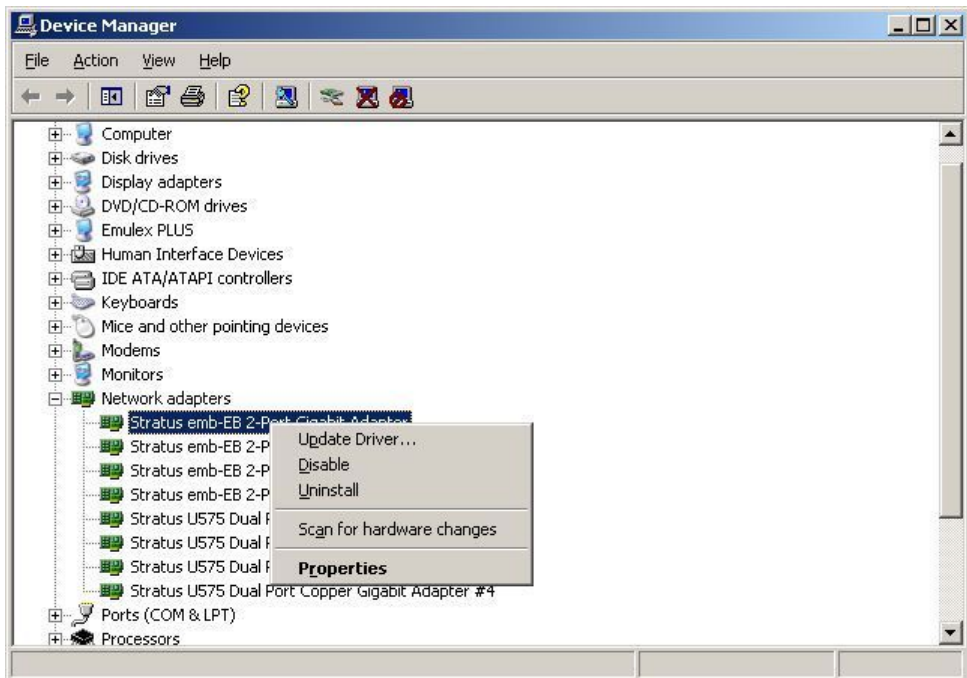 Device Manager
File Action View Help
Computer
Disk drives
Display adapters
DVD/CD-ROM drives
Emulex PLUS
Human Interface Devices
IDE ATA/ATAPI controllers
Keyboards
Mice and other pointing devices
Modems
Monitors
Network adapters
Stratus emb-EB 2-Port Gigabit Adapter
Stratus emb-EB 2-P
Stratus emb-EB 2-P
Stratus emb-EB 2-P
Stratus U575 Dual
Stratus U575 Dual
Stratus U575 Dual
Stratus U575 Dual Port Copper Gigabit Adapter #4
Ports (COM & LPT)
Processors
Update Driver...
Disable
Uninstall
Scan for hardware changes
Properties